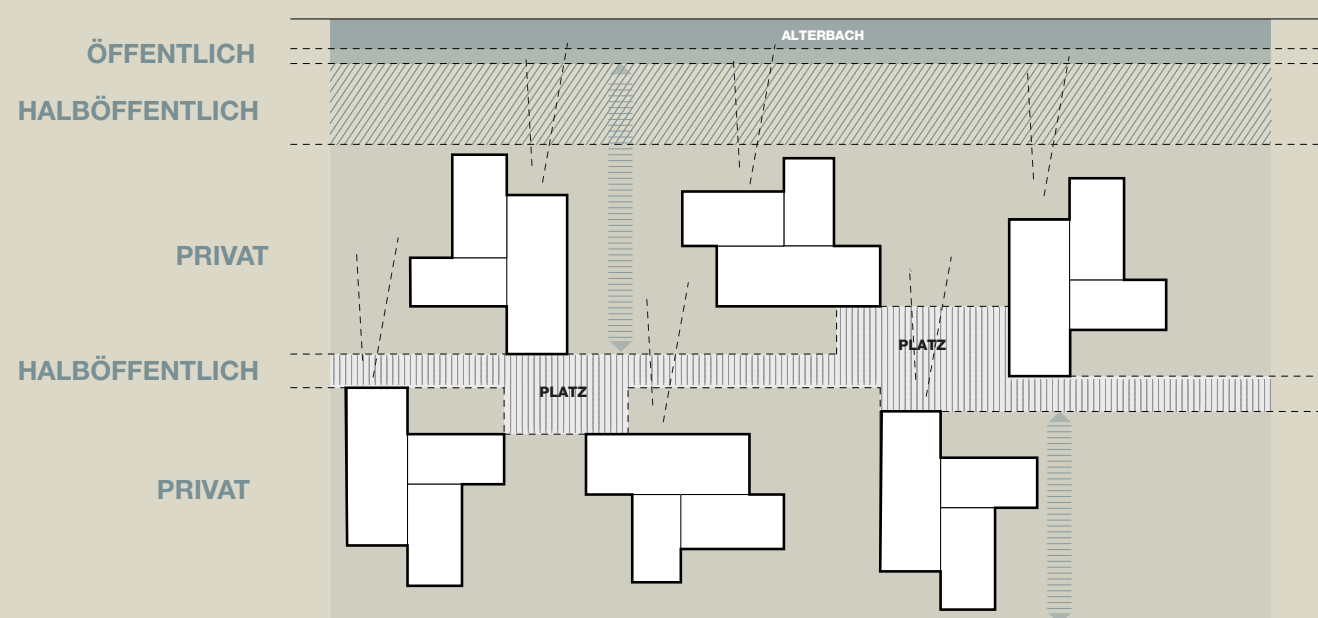 ALTERBACH
ÖFFENTLICH
HALBÖFFENTLICH
PRIVAT
PLATZ
HALBÖFFENTLICH
PLATZ
PRIVAT